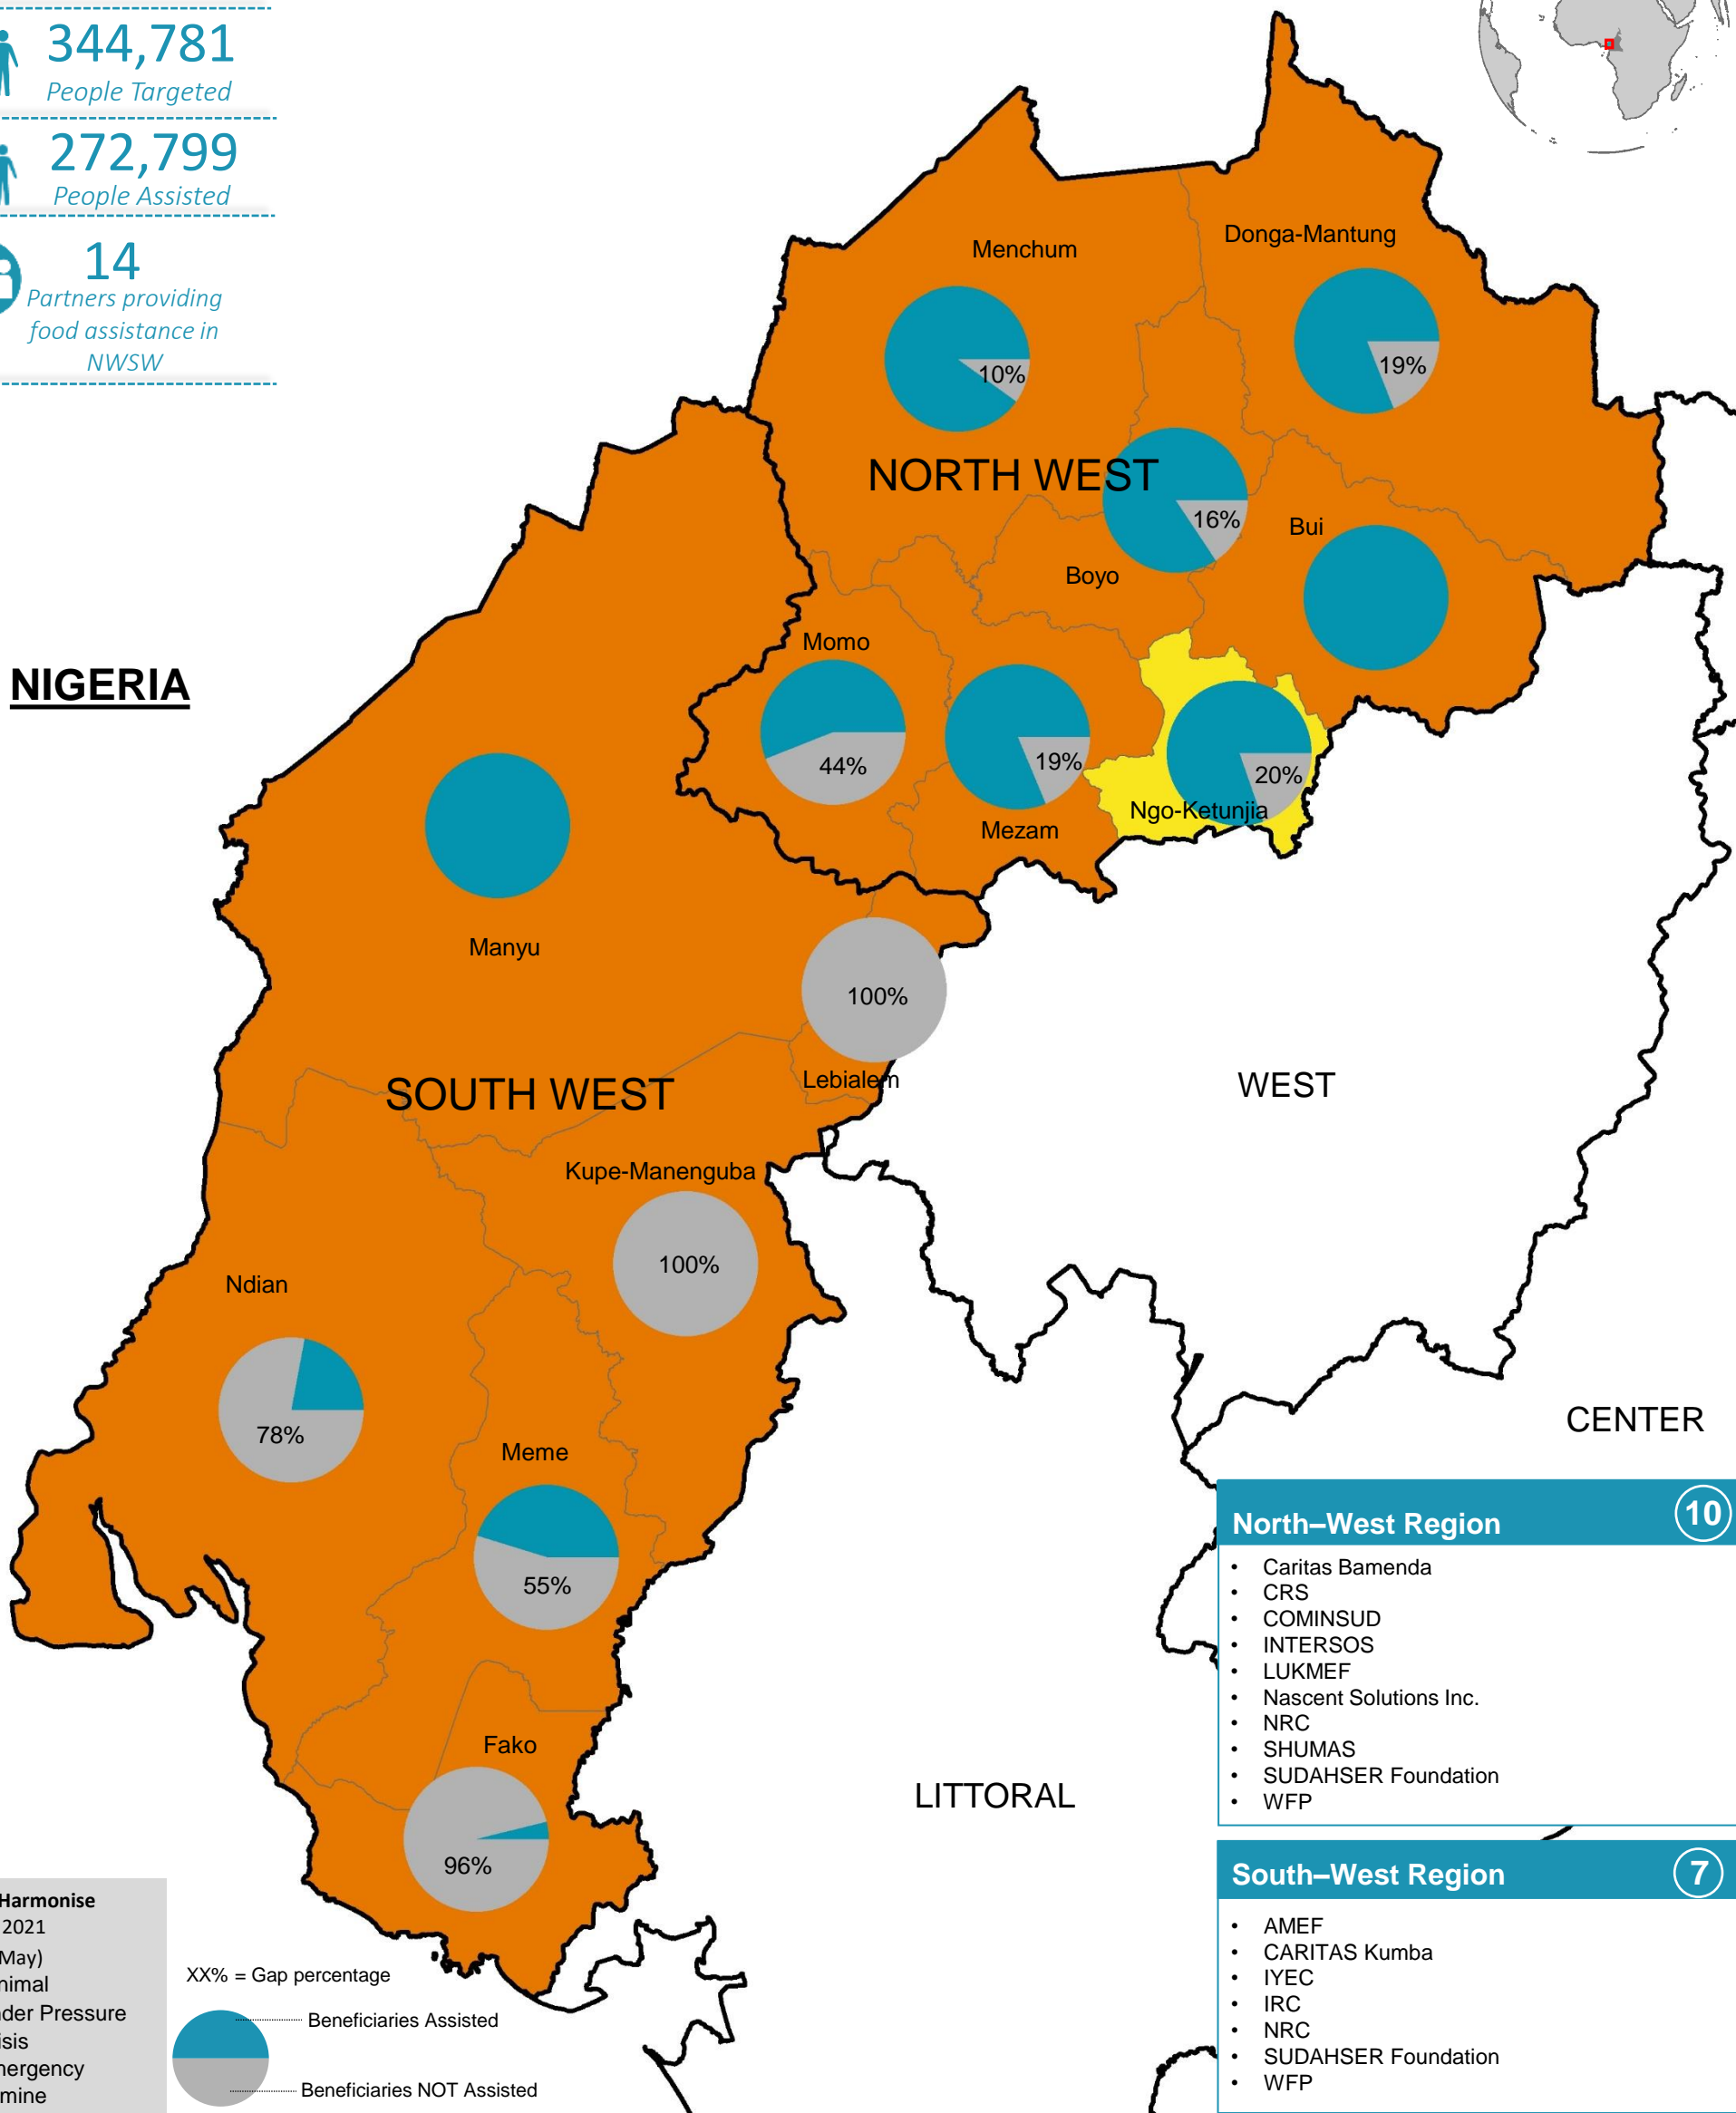 344,781
People Targeted
272,799
People Assisted
14
Partners providing
food assistance in
NWSW
Menchum
Donga-Mantung
10%
19%
NORTH WEST
16%
Bui
Boyo
Momo
NIGERIA
44%
19%
20%
Ngo-Ketunjia
Mezam
Manyu
100%
Lebialem
SOUTH WEST
WEST
Kupe-Manenguba
100%
Ndian
78%
Meme
CENTER
55%
Fako
96%
LITTORAL
North–West Region
10
• Caritas Bamenda
• CRS
• COMINSUD
• INTERSOS
• LUKMEF
• Nascent Solutions Inc.
• NRC
• SHUMAS
• SUDAHSER Foundation
• WFP
South–West Region
7
• AMEF
• CARITAS Kumba
• IYEC
• IRC
• NRC
• SUDAHSER Foundation
• WFP
Harmonise
2021
May)
Pressure
XX% = Gap percentage
Beneficiaries Assisted
Beneficiaries NOT Assisted